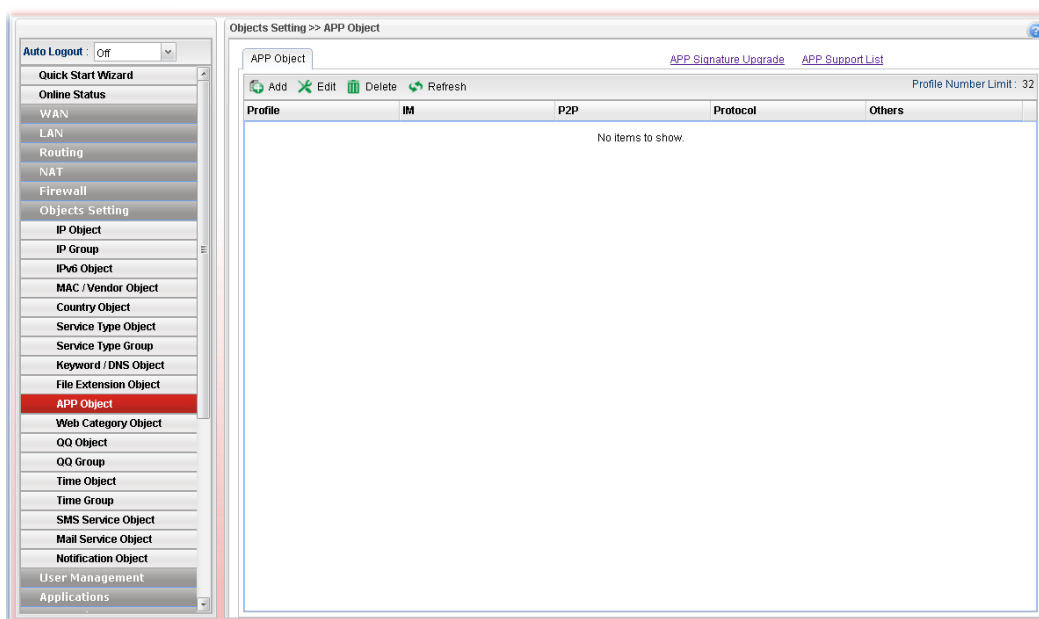 Objects Setting >> APP Object
Auto Logout : Off
Quick Start Wizard
Online Status
WAN
LAN
Routing
NAT
Firewall
Objects Setting
IP Object
IP Group
IPv6 Object
MAC / Vendor Object
Country Object
Service Type Object
Service Type Group
Keyword / DNS Object
File Extension Object
APP Object
Web Category Object
QQ Object
QQ Group
Time Object
Time Group
SMS Service Object
Mail Service Object
Notification Object
User Management
Applications
APP Object
APP Signature Upgrade APP Support List
Add Edit Delete Refresh Profile Number Limit : 32
Profile IM P2P Protocol Others
No items to show.